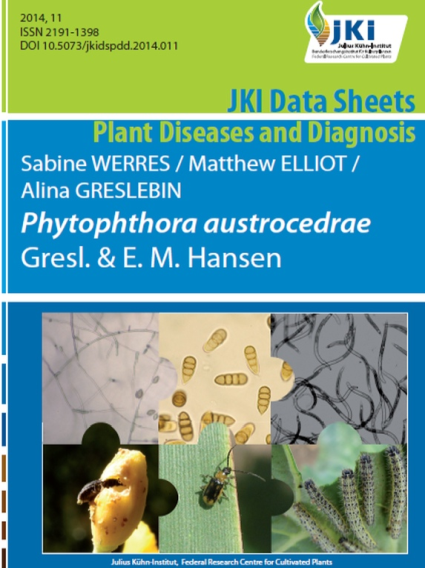 2014, 11
ISSN 2191-1398
DOI 10.5073/jkidspdd.2014.011
JKI
Julius Kühn-Institut
Bundesforschungsinstitut für Kulturpflanzen
Federal Research Centre for Cultivated Plants
JKI Data Sheets
Plant Diseases and Diagnosis
Sabine WERRES / Matthew ELLIOT /
Alina GRESLEBIN
Phytophthora austrocedrae
Gresl. & E. M. Hansen
Julius Kühn-Institut, Federal Research Centre for Cultivated Plants